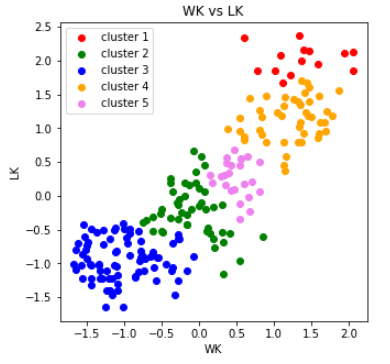 WK vs LK
cluster 1
cluster 2
cluster 3
cluster 4
cluster 5
2.5
2.0
1.5
1.0
0.5
0.0
−0.5
−1.0
−1.5
LK
−1.5 −1.0 −0.5 0.0 0.5 1.0 1.5 2.0
WK